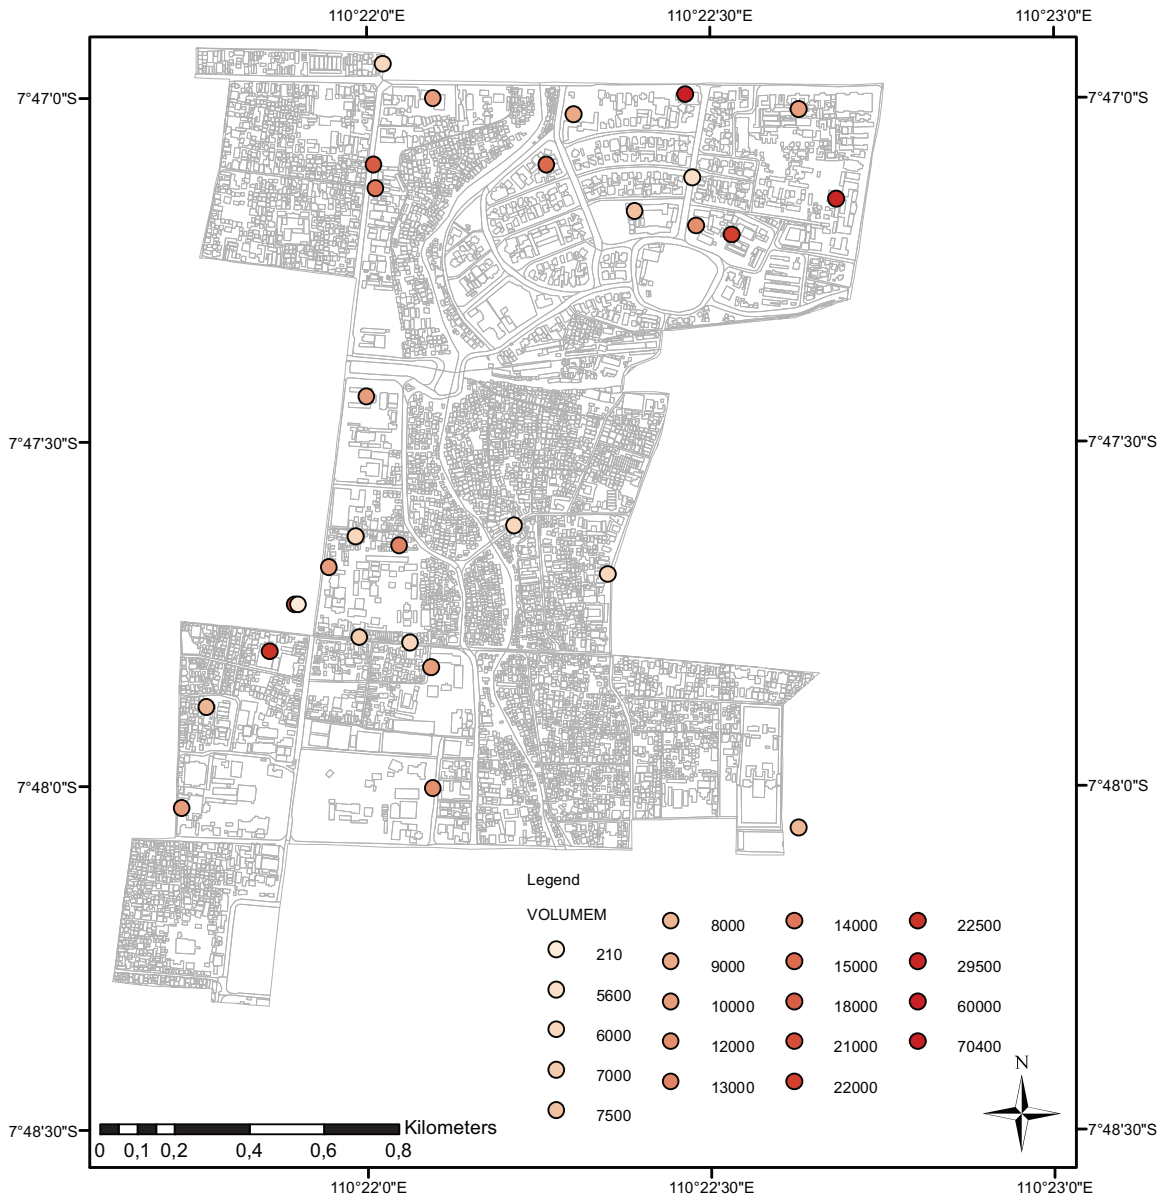 110°22'0"E 110°22'30"E 110°23'0"E
7°47'0"S 7°47'0"S
7°47'30"S 7°47'30"S
7°48'0"S 7°48'0"S
Legend
VOLUMEM
210
5600
6000
7000
7500
8000
9000
10000
12000
13000
14000
15000
18000
21000
22000
22500
29500
60000
70400
N
7°48'30"S 7°48'30"S
Kilometers
0 0,1 0,2 0,4 0,6 0,8
110°22'0"E 110°22'30"E 110°23'0"E